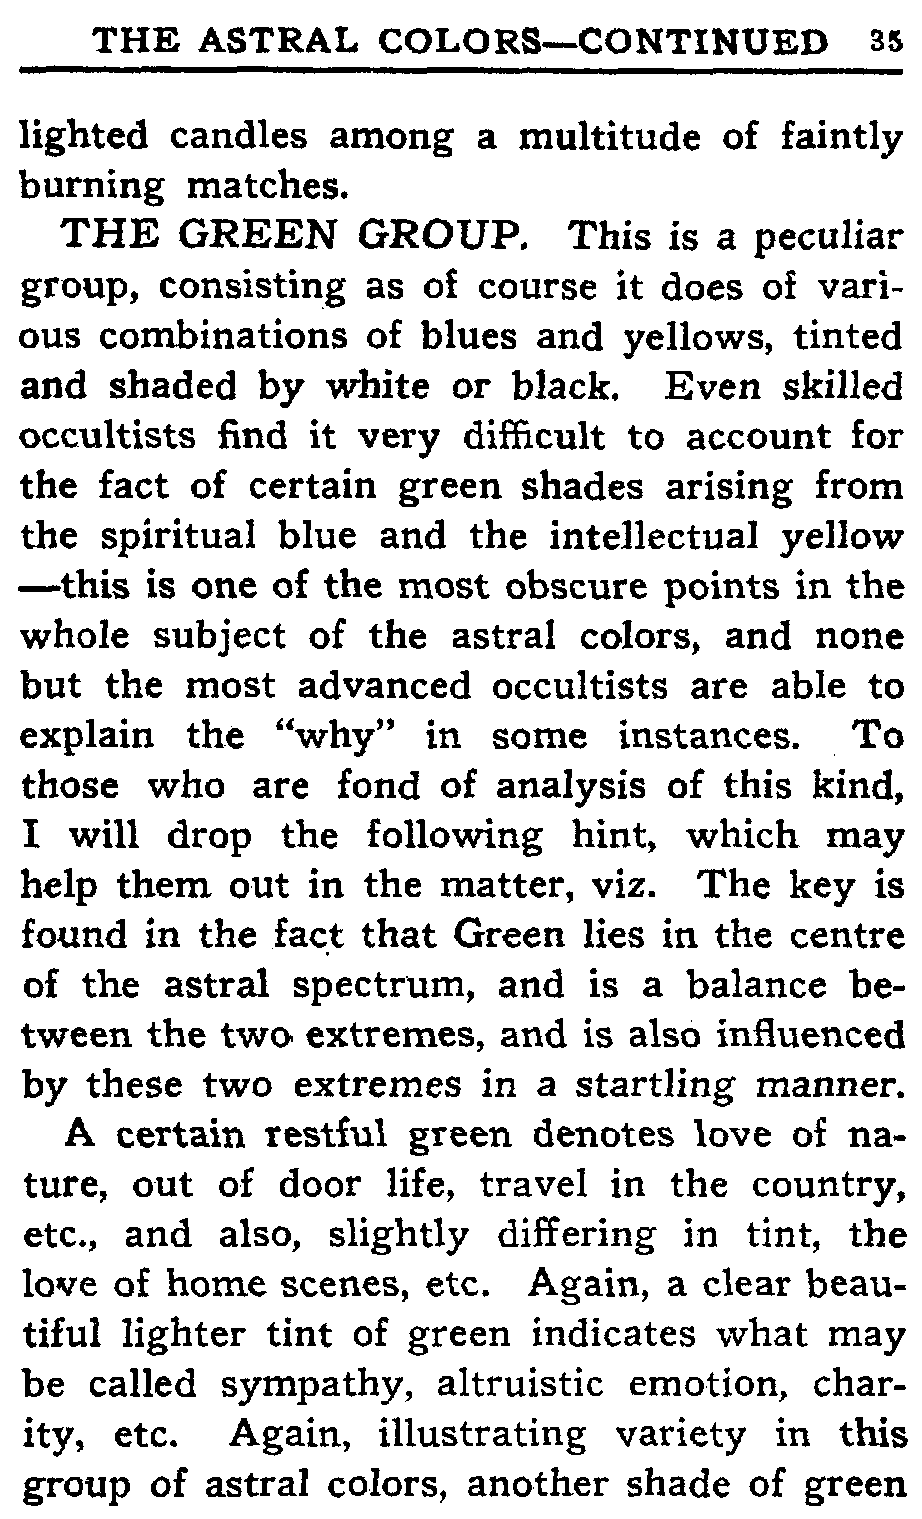 THE ASTRAL COLORS—CONTINUED 35
lighted candles among a multitude of faintly
burning matches.
THE GREEN GROUP. This is a peculiar
group, consisting as of course it does of vari-
ous combinations of blues and yellows, tinted
and shaded by white or black. Even skilled
occultists find it very difficult to account for
the fact of certain green shades arising from
the spiritual blue and the intellectual yellow
—this is one of the most obscure points in the
whole subject of the astral colors, and none
but the most advanced occultists are able to
explain the “why” in some instances. To
those who are fond of analysis of this kind,
I will drop the following hint, which may
help them out in the matter, viz. The key is
found in the fact that Green lies in the centre
of the astral spectrum, and is a balance be-
tween the two extremes, and is also influenced
by these two extremes in a startling manner.
A certain restful green denotes love of na-
ture, out of door life, travel in the country,
etc., and also, slightly differing in tint, the
love of home scenes, etc. Again, a clear beau-
tiful lighter tint of green indicates what may
be called sympathy, altruistic emotion, char-
ity, etc. Again, illustrating variety in this
group of astral colors, another shade of green